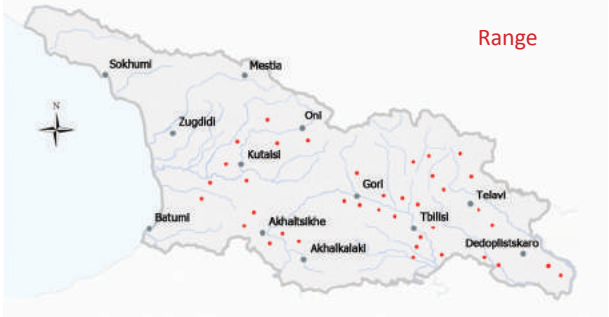 Range
Sokhumi
Mestia
N
Zugdidi
Oni
Kutaisi
Gori
Telavi
Batumi
Akhaltsikhe
Tbilisi
Akhalkalaki
Dedoplistskaro